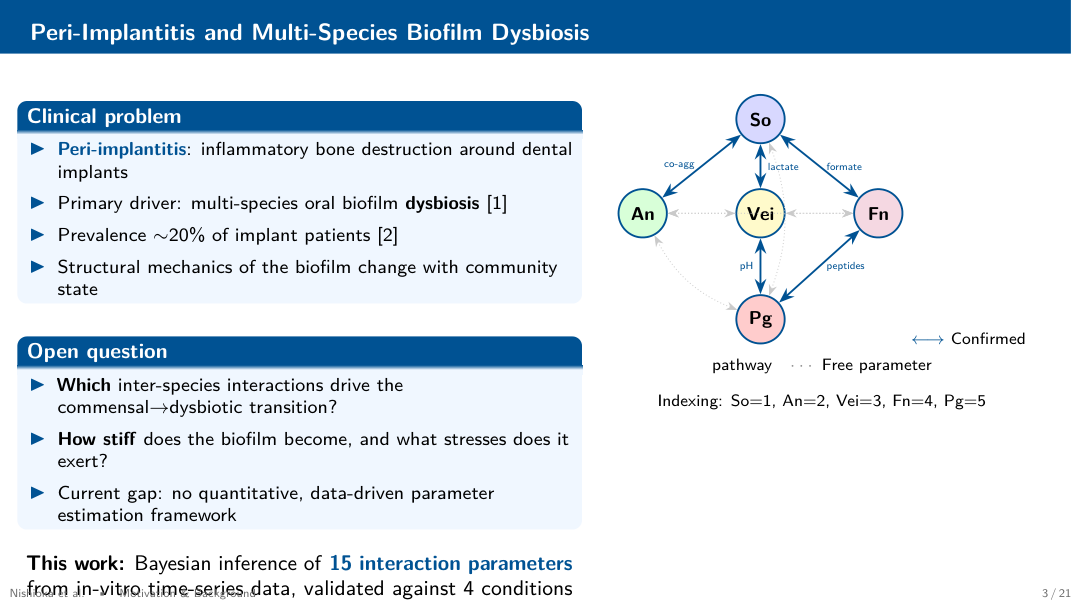 Peri-Implantitis and Multi-Species Biofilm Dysbiosis
Clinical problem
▶ Peri-implantitis: inflammatory bone destruction around dental
implants
▶ Primary driver: multi-species oral biofilm dysbiosis [1]
▶ Prevalence ∼20% of implant patients [2]
▶ Structural mechanics of the biofilm change with community
state
Open question
▶ Which inter-species interactions drive the
commensal→dysbiotic transition?
▶ How stiff does the biofilm become, and what stresses does it
exert?
▶ Current gap: no quantitative, data-driven parameter
estimation framework
This work: Bayesian inference of 15 interaction parameters
from in-vitro time-series data, validated against 4 conditions
So
co-agg
lactate
formate
An
Vei
Fn
pH
peptides
Pg
⟷ Confirmed
pathway ··· Free parameter
Indexing: So=1, An=2, Vei=3, Fn=4, Pg=5
Nishioka et al. • Motivation & Background
3 / 21